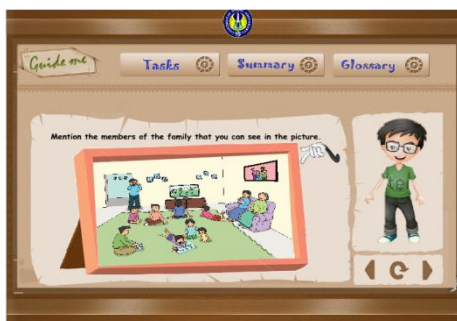 Guide me
Tasks
Summary
Glossary
Mention the members of the family that you can see in the picture.